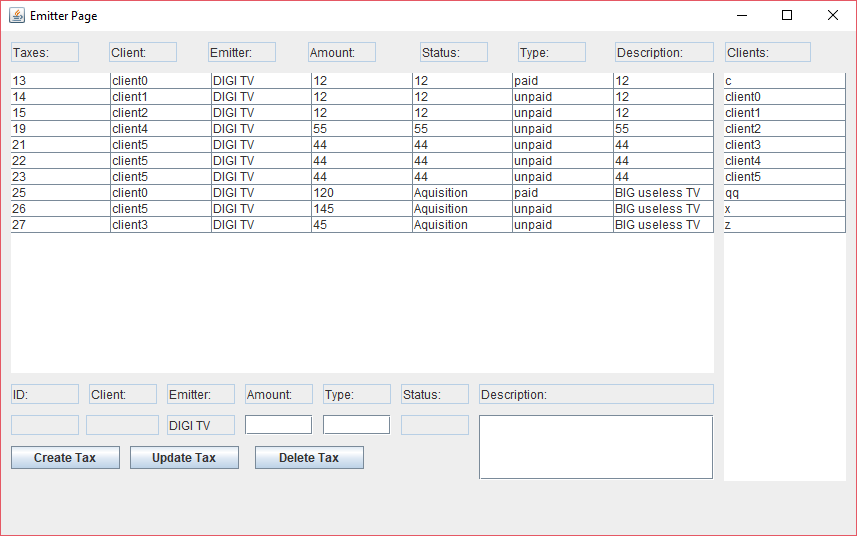 Emitter Page
Taxes: Client: Emitter: Amount: Status: Type: Description: Clients:
13 client0 DIGI TV 12 12 paid 12 c
14 client1 DIGI TV 12 12 unpaid 12 client0
15 client2 DIGI TV 12 12 unpaid 12 client1
19 client4 DIGI TV 55 55 unpaid 55 client2
21 client5 DIGI TV 44 44 unpaid 44 client3
22 client5 DIGI TV 44 44 unpaid 44 client4
23 client5 DIGI TV 44 44 unpaid 44 client5
25 client0 DIGI TV 120 Aquisition paid BIG useless TV qq
26 client5 DIGI TV 145 Aquisition unpaid BIG useless TV x
27 client3 DIGI TV 45 Aquisition unpaid BIG useless TV z
ID: Client: Emitter: Amount: Type: Status: Description:
DIGI TV
Create Tax Update Tax Delete Tax